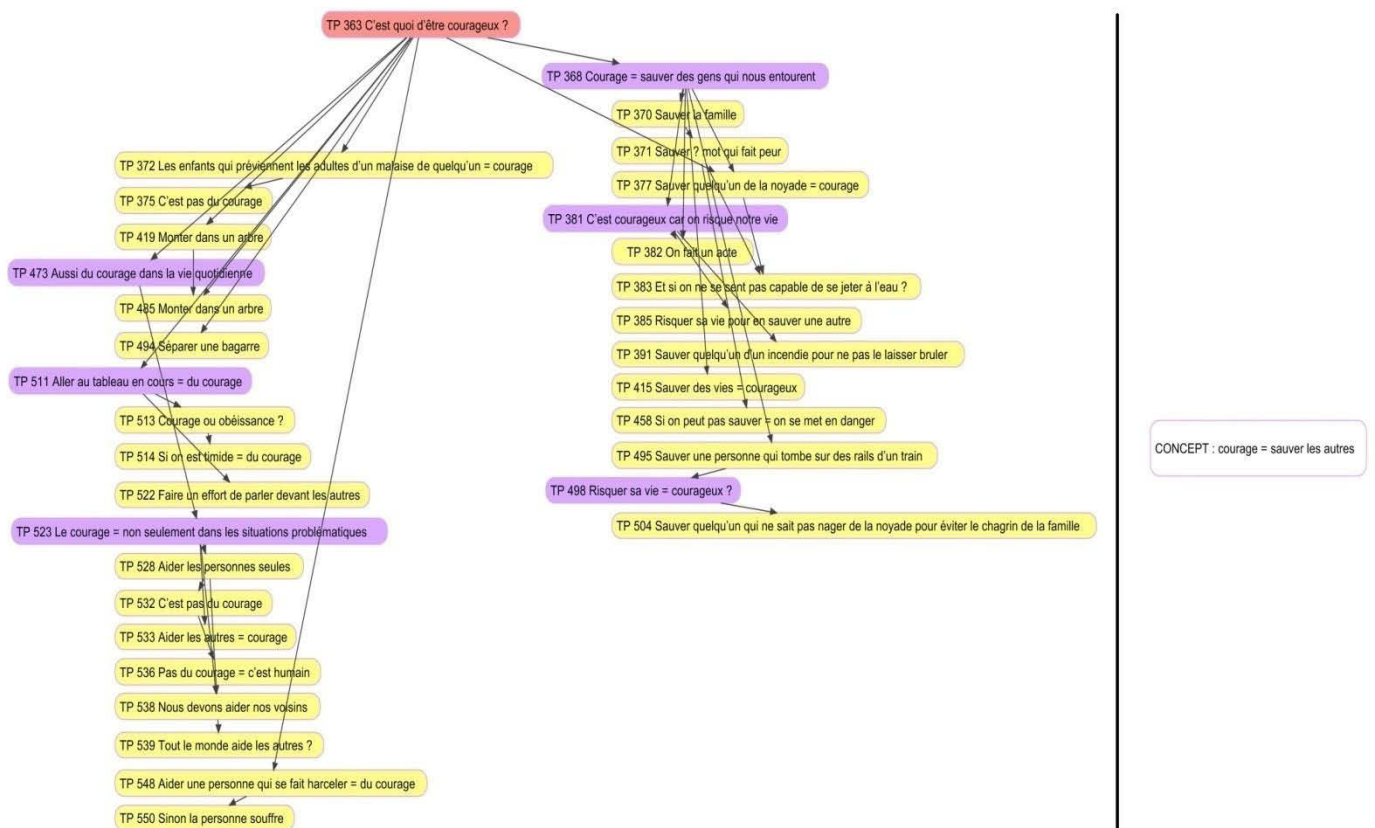 TP 363 C'est quoi d'être courageux ?
TP 368 Courage = sauver des gens qui nous entourent
TP 370 Sauver la famille
TP 371 Sauver ? mot qui fait peur
TP 372 Les enfants qui préviennent les adultes d'un malaise de quelqu'un = courage
TP 377 Sauver quelqu'un de la noyade = courage
TP 375 C'est pas du courage
TP 381 C'est courageux car on risque notre vie
TP 419 Monter dans un arbre
TP 382 On fait un acte
TP 473 Aussi du courage dans la vie quotidienne
TP 383 Et si on ne se sent pas capable de se jeter à l'eau ?
TP 485 Monter dans un arbre
TP 385 Risquer sa vie pour en sauver une autre
TP 494 Séparer une bagarre
TP 391 Sauver quelqu'un d'un incendie pour ne pas le laisser bruler
TP 511 Aller au tableau en cours = du courage
TP 415 Sauver des vies = courageux
TP 513 Courage ou obéissance ?
TP 458 Si on peut pas sauver = on se met en danger
TP 514 Si on est timide = du courage
TP 495 Sauver une personne qui tombe sur des rails d'un train
TP 522 Faire un effort de parler devant les autres
TP 498 Risquer sa vie = courageux ?
TP 523 Le courage = non seulement dans les situations problématiques
TP 504 Sauver quelqu'un qui ne sait pas nager de la noyade pour éviter le chagrin de la famille
TP 528 Aider les personnes seules
TP 532 C'est pas du courage
TP 533 Aider les autres = courage
TP 536 Pas du courage = c'est humain
TP 538 Nous devons aider nos voisins
TP 539 Tout le monde aide les autres ?
TP 548 Aider une personne qui se fait harceler = du courage
TP 550 Sinon la personne souffre
CONCEPT : courage = sauver les autres